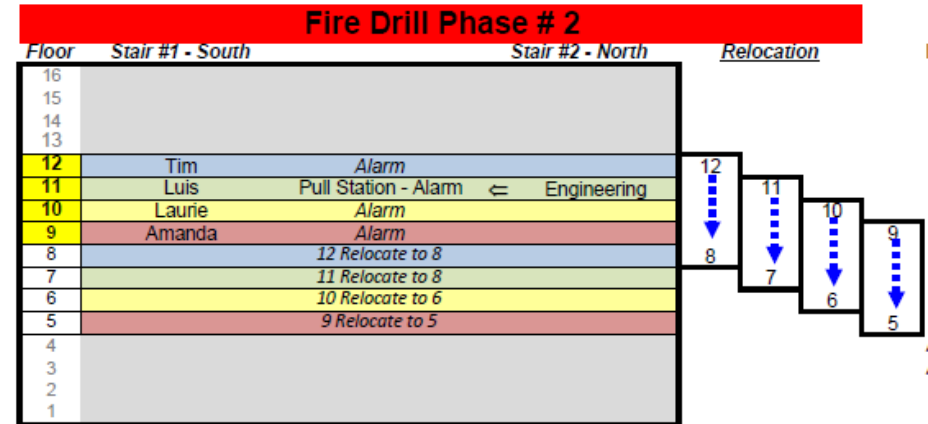 Fire Drill Phase # 2
Floor Stair #1 - South Stair #2 - North Relocation
16
15
14
13
12 Tim Alarm 12
11 Luis Pull Station - Alarm ⇐ Engineering 11
10 Laurie Alarm 10
9 Amanda Alarm 9
8 12 Relocate to 8 8
7 11 Relocate to 8 7
6 10 Relocate to 6 6
5 9 Relocate to 5 5
4
3
2
1